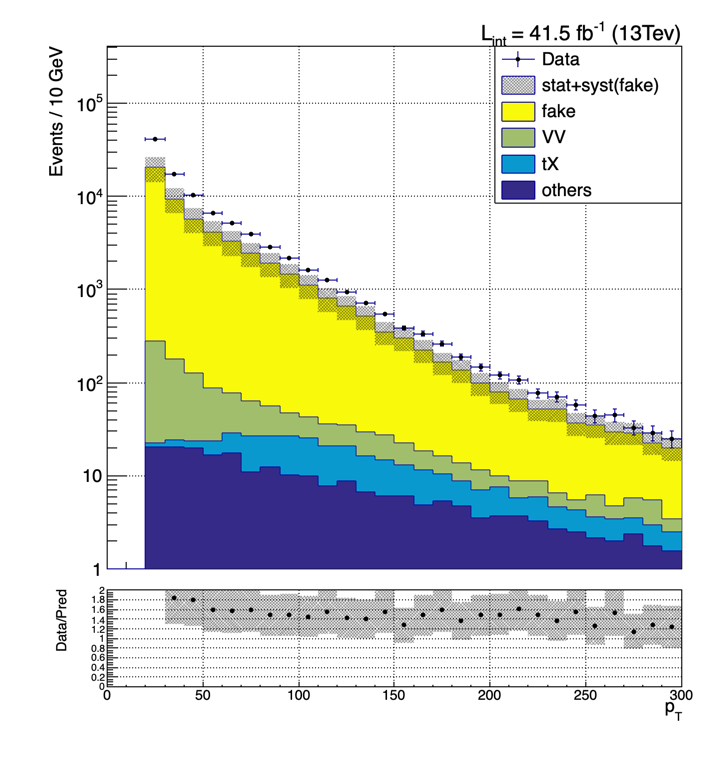 L_int = 41.5 fb^-1 (13Tev)
Events / 10 GeV
Data
stat+syst(fake)
fake
VV
tX
others
10^5
10^4
10^3
10^2
10
1
Data/Pred
2
1.8
1.6
1.4
1.2
1
0.8
0.6
0.4
0.2
0
0 50 100 150 200 250 300
p_T